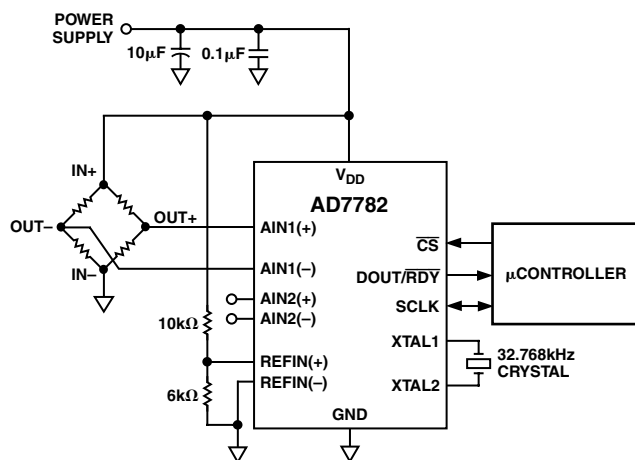 POWER
SUPPLY
10µF
0.1µF
IN+
OUT–
OUT+
IN–
VDD
AD7782
AIN1(+)
AIN1(–)
AIN2(+)
AIN2(–)
REFIN(+)
REFIN(–)
GND
CS
DOUT/RDY
SCLK
XTAL1
XTAL2
10kΩ
6kΩ
µCONTROLLER
32.768kHz
CRYSTAL